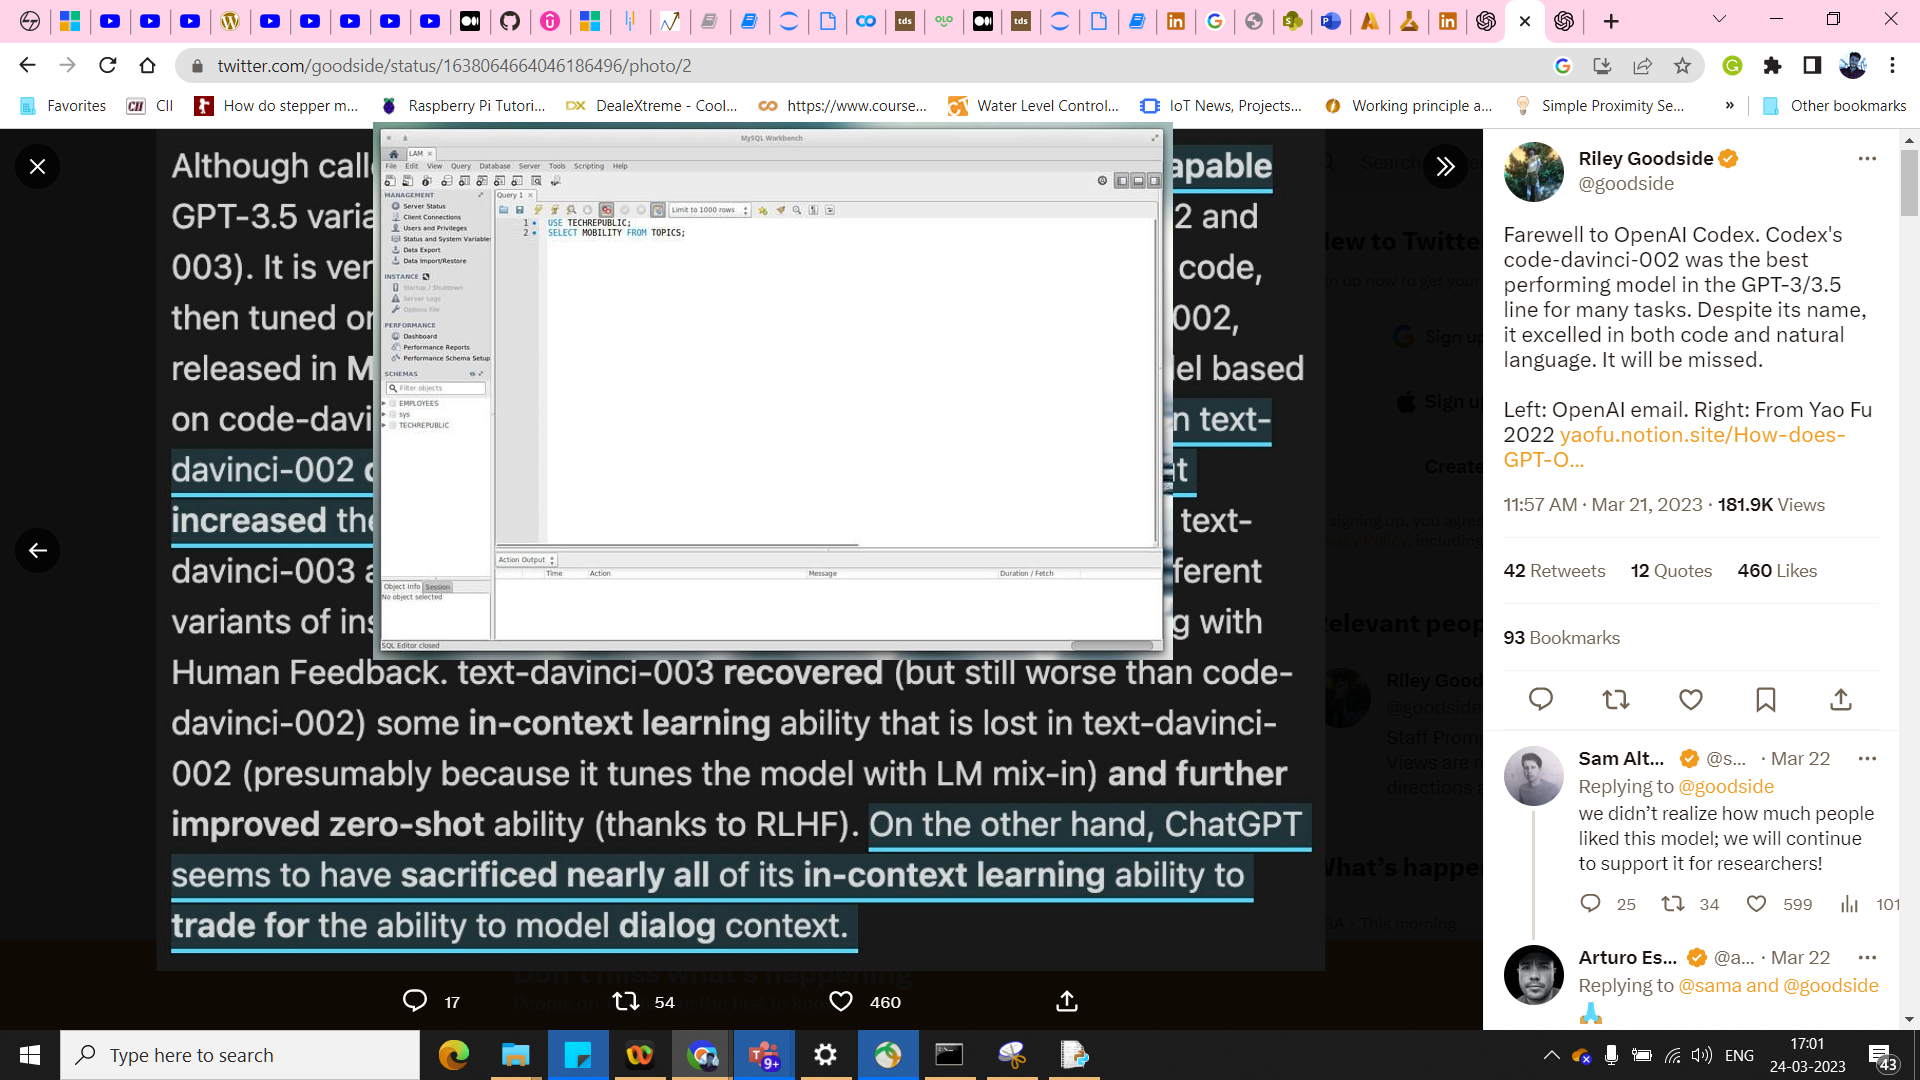 twitter.com/goodside/status/1638064664046186496/photo/2
Favorites
CII
How do stepper m...
Raspberry Pi Tutori...
DealeXtreme - Cool...
https://www.course...
Water Level Control...
IoT News, Projects...
Working principle a...
Simple Proximity Se...
»
Other bookmarks
Although call
apable
GPT-3.5 varia
2 and
003). It is ver
code,
then tuned or
002,
released in M
el based
on code-davi
n text-
davinci-002
t
increased the
text-
davinci-003 a
fferent
variants of ins
g with
Human Feedback. text-davinci-003 recovered (but still worse than code-
davinci-002) some in-context learning ability that is lost in text-davinci-
002 (presumably because it tunes the model with LM mix-in) and further
improved zero-shot ability (thanks to RLHF). On the other hand, ChatGPT
seems to have sacrificed nearly all of its in-context learning ability to
trade for the ability to model dialog context.
MySQL Workbench
LAM
File Edit View Query Database Server Tools Scripting Help
MANAGEMENT
Server Status
Client Connections
Users and Privileges
Status and System Variables
Data Export
Data Import/Restore
INSTANCE
Startup / Shutdown
Server Logs
Options File
PERFORMANCE
Dashboard
Performance Reports
Performance Schema Setup
SCHEMAS
Filter objects
EMPLOYEES
sys
TECHREPUBLIC
Object Info Session
No object selected
SQL Editor closed
Query 1
Limit to 1000 rows
1 USE TECHREPUBLIC;
2 SELECT MOBILITY FROM TOPICS;
Action Output
Time Action Message Duration / Fetch
17
54
460
Riley Goodside
@goodside
Farewell to OpenAI Codex. Codex's
code-davinci-002 was the best
performing model in the GPT-3/3.5
line for many tasks. Despite its name,
it excelled in both code and natural
language. It will be missed.
Left: OpenAI email. Right: From Yao Fu
2022 yaofu.notion.site/How-does-
GPT-O...
11:57 AM · Mar 21, 2023 · 181.9K Views
42 Retweets 12 Quotes 460 Likes
93 Bookmarks
Sam Alt... @s... · Mar 22
Replying to @goodside
we didn’t realize how much people
liked this model; we will continue
to support it for researchers!
25 34 599 101
Arturo Es... @a... · Mar 22
Replying to @sama and @goodside
Type here to search
9+
ENG
17:01
24-03-2023
43